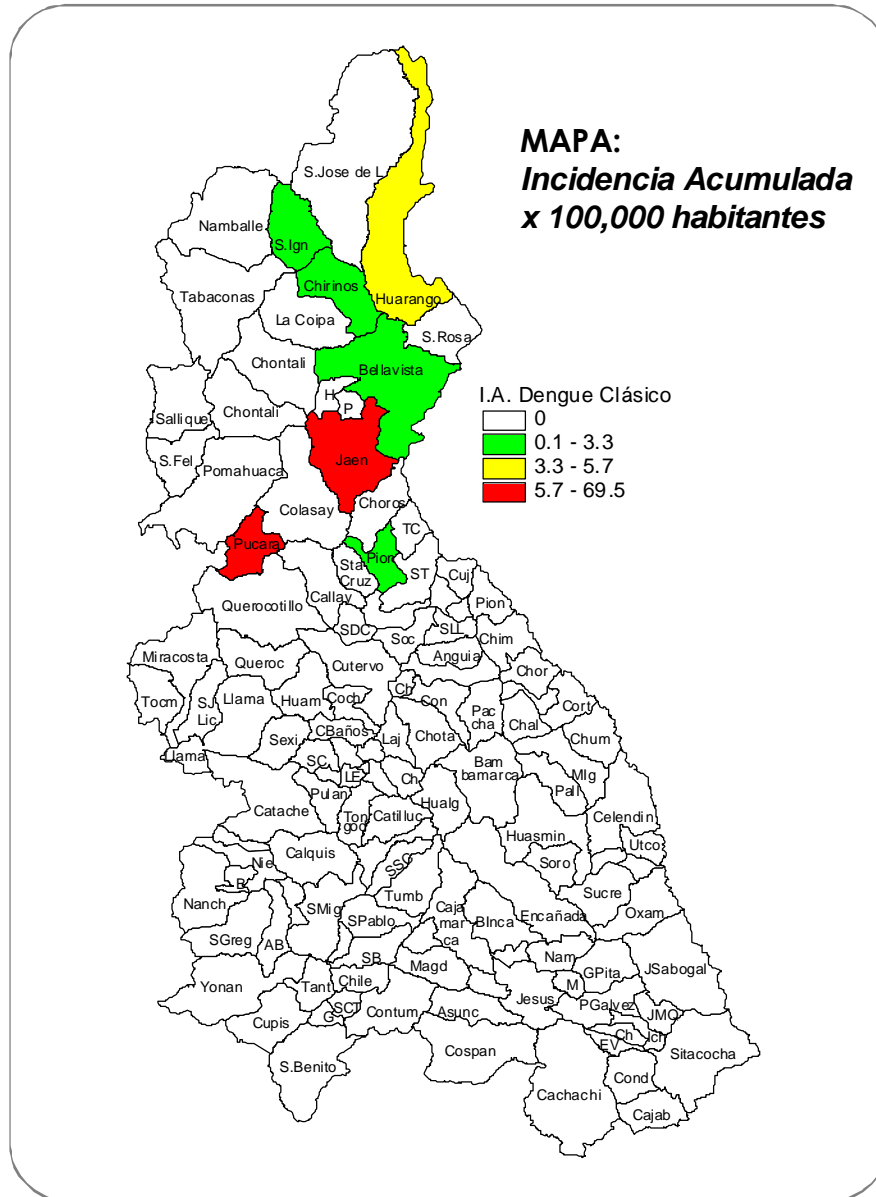 MAPA:
Incidencia Acumulada
x 100,000 habitantes
S.Jose de L
Namballe
S.Ign
Chirinos
Tabaconas
Huarango
La Coipa
S.Rosa
Chontali
Bellavista
I.A. Dengue Clásico
0
0.1 - 3.3
3.3 - 5.7
5.7 - 69.5
H
P
Chontali
Sallique
S.Fel
Pomahuaca
Jaen
Colasay
Choros
TC
Pucara
Pion
Sta
Cruz
ST
Cuj
Callay
Querocotillo
Pion
SDC
Soc
SLL
Chim
Miracosta
Queroc
Cutervo
Anguia
Chor
Tocm
SJ
Lic
Llama
Huam
Coch
Ch
Con
Pac
cha
Chal
Cort
Sexi
CBaños
Laj
Chota
Chum
Llama
SC
LE
Ch
Bam
bamarca
Mlg
Pall
Pulan
Catache
Ton
god
Catilluc
Hualg
Celendin
Huasmin
Utco
Calquis
Nie
SSC
Soro
B
Nanch
SMig
Tumb
Sucre
SPablo
Caja
mar
ca
BInca
Encañada
Oxam
SGreg
AB
SB
Nam
Magd
GPita
JSabogal
Yonan
Tant
Chile
M
SCT
G
Contum
Asunc
Jesus
PGalvez
JMO
Cupis
Ch
Ich
EV
Cospan
Sitacocha
S.Benito
Cond
Cachachi
Cajab